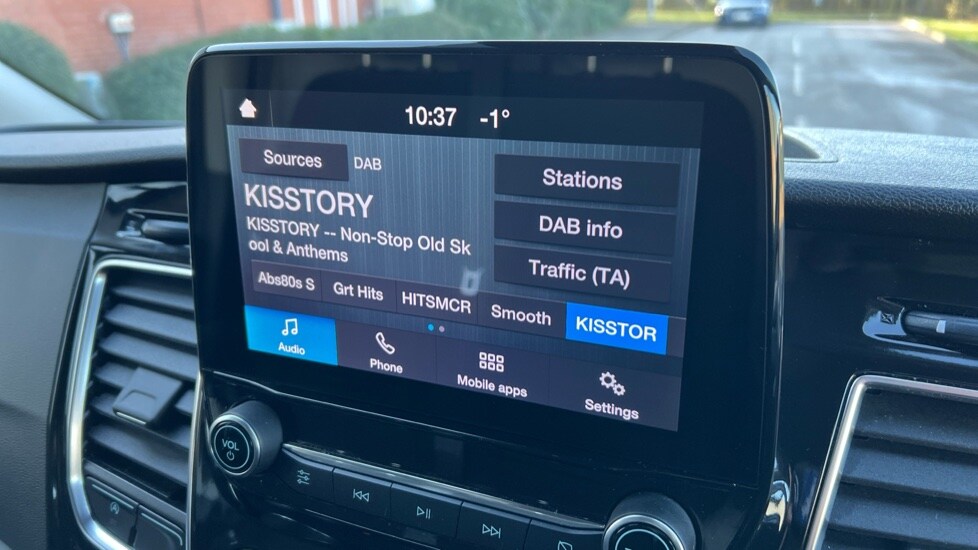 10:37 -1°
Sources DAB
KISSTORY
KISSTORY -- Non-Stop Old Sk
ool & Anthems
Stations
DAB info
Traffic (TA)
Abs80s S Grt Hits HITSMCR Smooth KISSTOR
Audio Phone Mobile apps Settings
VOL